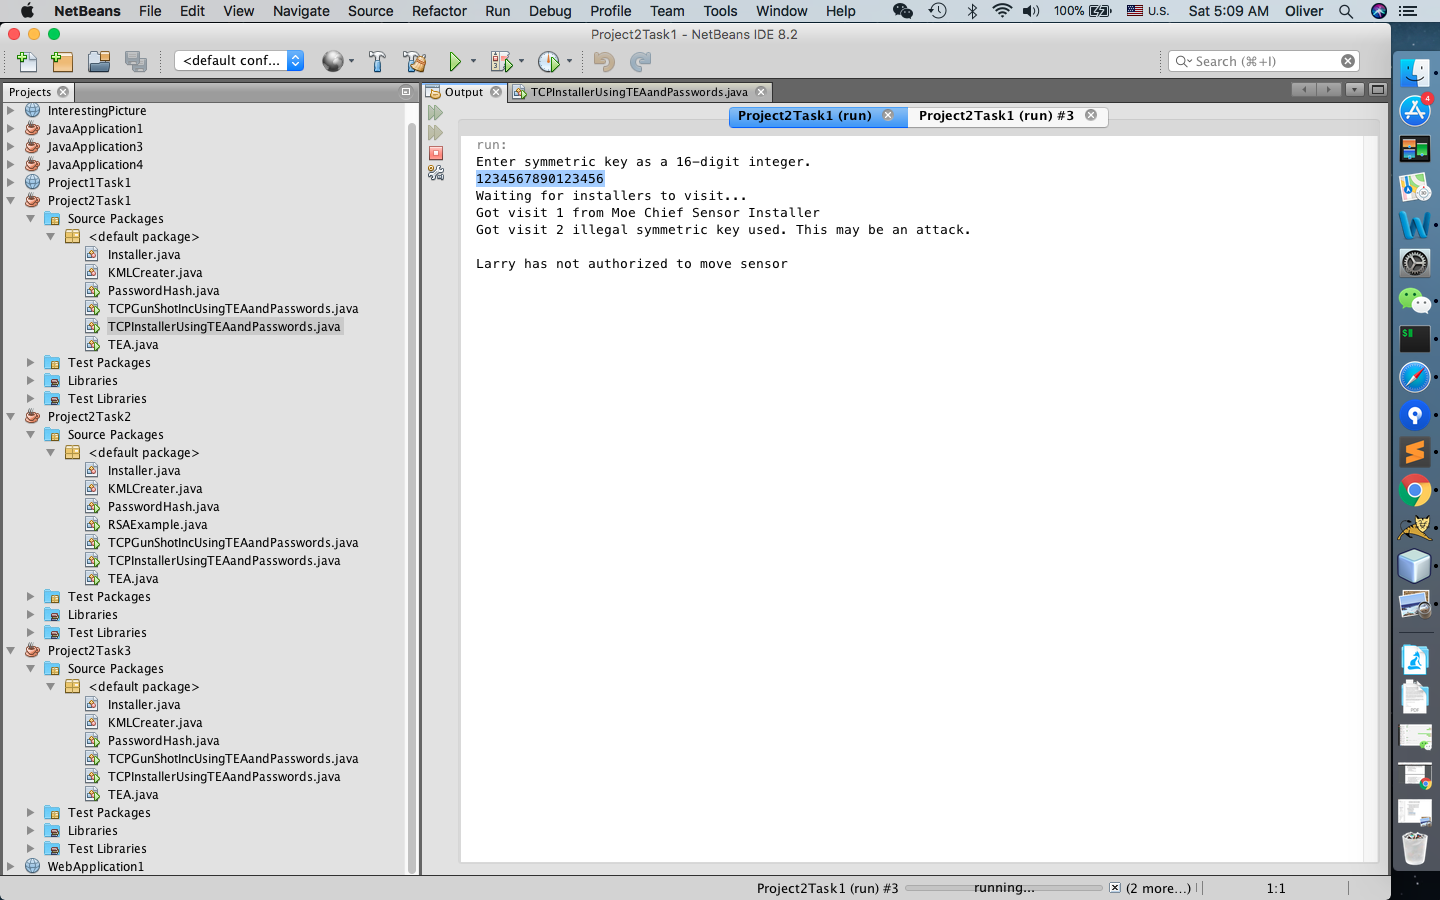 NetBeans File Edit View Navigate Source Refactor Run Debug Profile Team Tools Window Help 100% U.S. Sat 5:09 AM Oliver
Project2Task1 - NetBeans IDE 8.2
<default conf... Search (⌘+I)
Projects
InterestingPicture
JavaApplication1
JavaApplication3
JavaApplication4
Project1Task1
Project2Task1
Source Packages
<default package>
Installer.java
KMLCreater.java
PasswordHash.java
TCPGunShotIncUsingTEAandPasswords.java
TCPInstallerUsingTEAandPasswords.java
TEA.java
Test Packages
Libraries
Test Libraries
Project2Task2
Source Packages
<default package>
Installer.java
KMLCreater.java
PasswordHash.java
RSAExample.java
TCPGunShotIncUsingTEAandPasswords.java
TCPInstallerUsingTEAandPasswords.java
TEA.java
Test Packages
Libraries
Test Libraries
Project2Task3
Source Packages
<default package>
Installer.java
KMLCreater.java
PasswordHash.java
TCPGunShotIncUsingTEAandPasswords.java
TCPInstallerUsingTEAandPasswords.java
TEA.java
Test Packages
Libraries
Test Libraries
WebApplication1
Output TCPInstallerUsingTEAandPasswords.java
Project2Task1 (run) Project2Task1 (run) #3
run:
Enter symmetric key as a 16-digit integer.
1234567890123456
Waiting for installers to visit...
Got visit 1 from Moe Chief Sensor Installer
Got visit 2 illegal symmetric key used. This may be an attack.
Larry has not authorized to move sensor
Project2Task1 (run) #3 running... (2 more...) 1:1
4
W
$
PDF